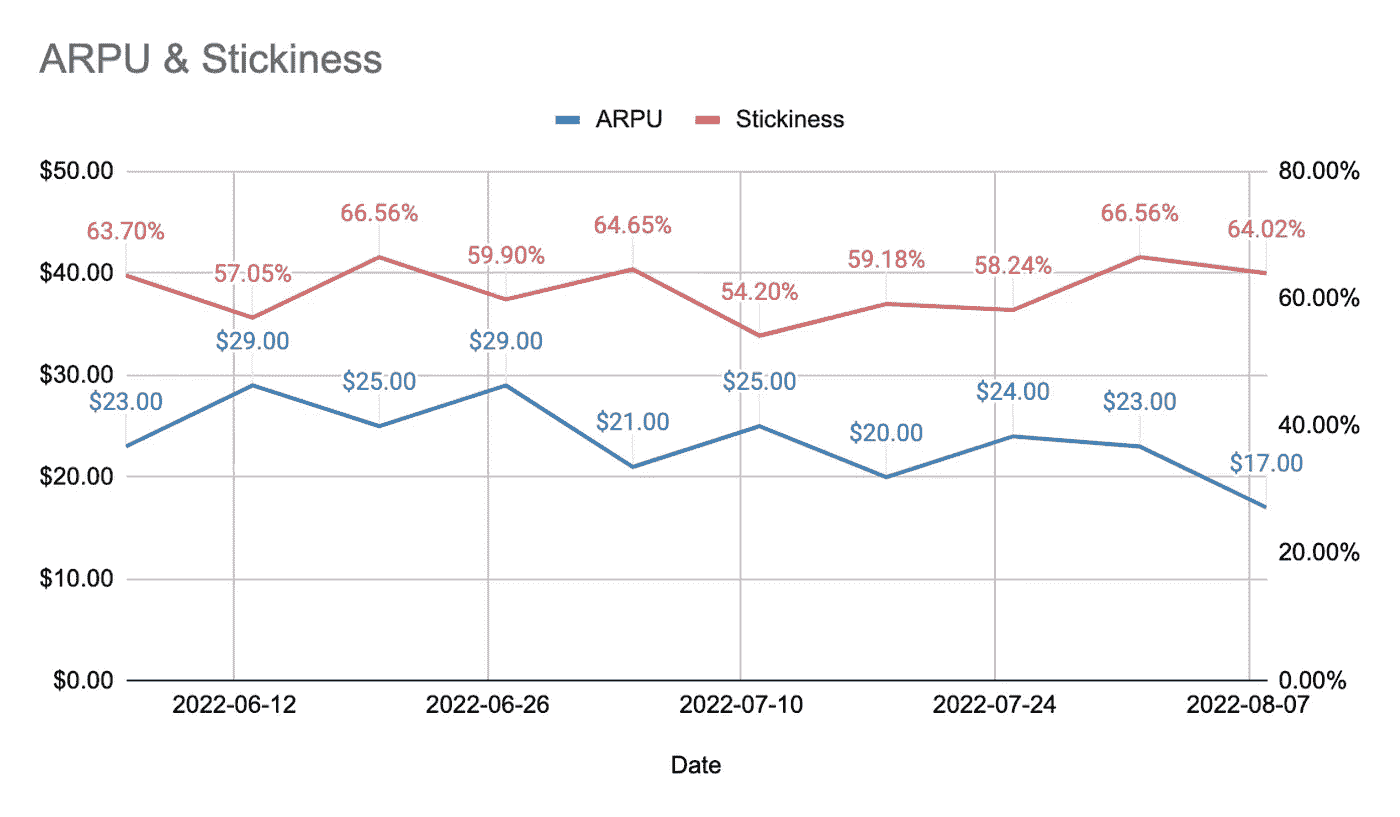 ARPU & Stickiness
ARPU Stickiness
$50.00 80.00%
66.56% 66.56%
63.70% 64.65% 64.02%
$40.00 57.05% 59.90% 59.18% 58.24%
54.20% 60.00%
$29.00 $29.00
$30.00 $25.00 $25.00
$23.00 $24.00 $23.00
$21.00 $20.00 40.00%
$20.00 $17.00
20.00%
$10.00
$0.00 0.00%
2022-06-12 2022-06-26 2022-07-10 2022-07-24 2022-08-07
Date